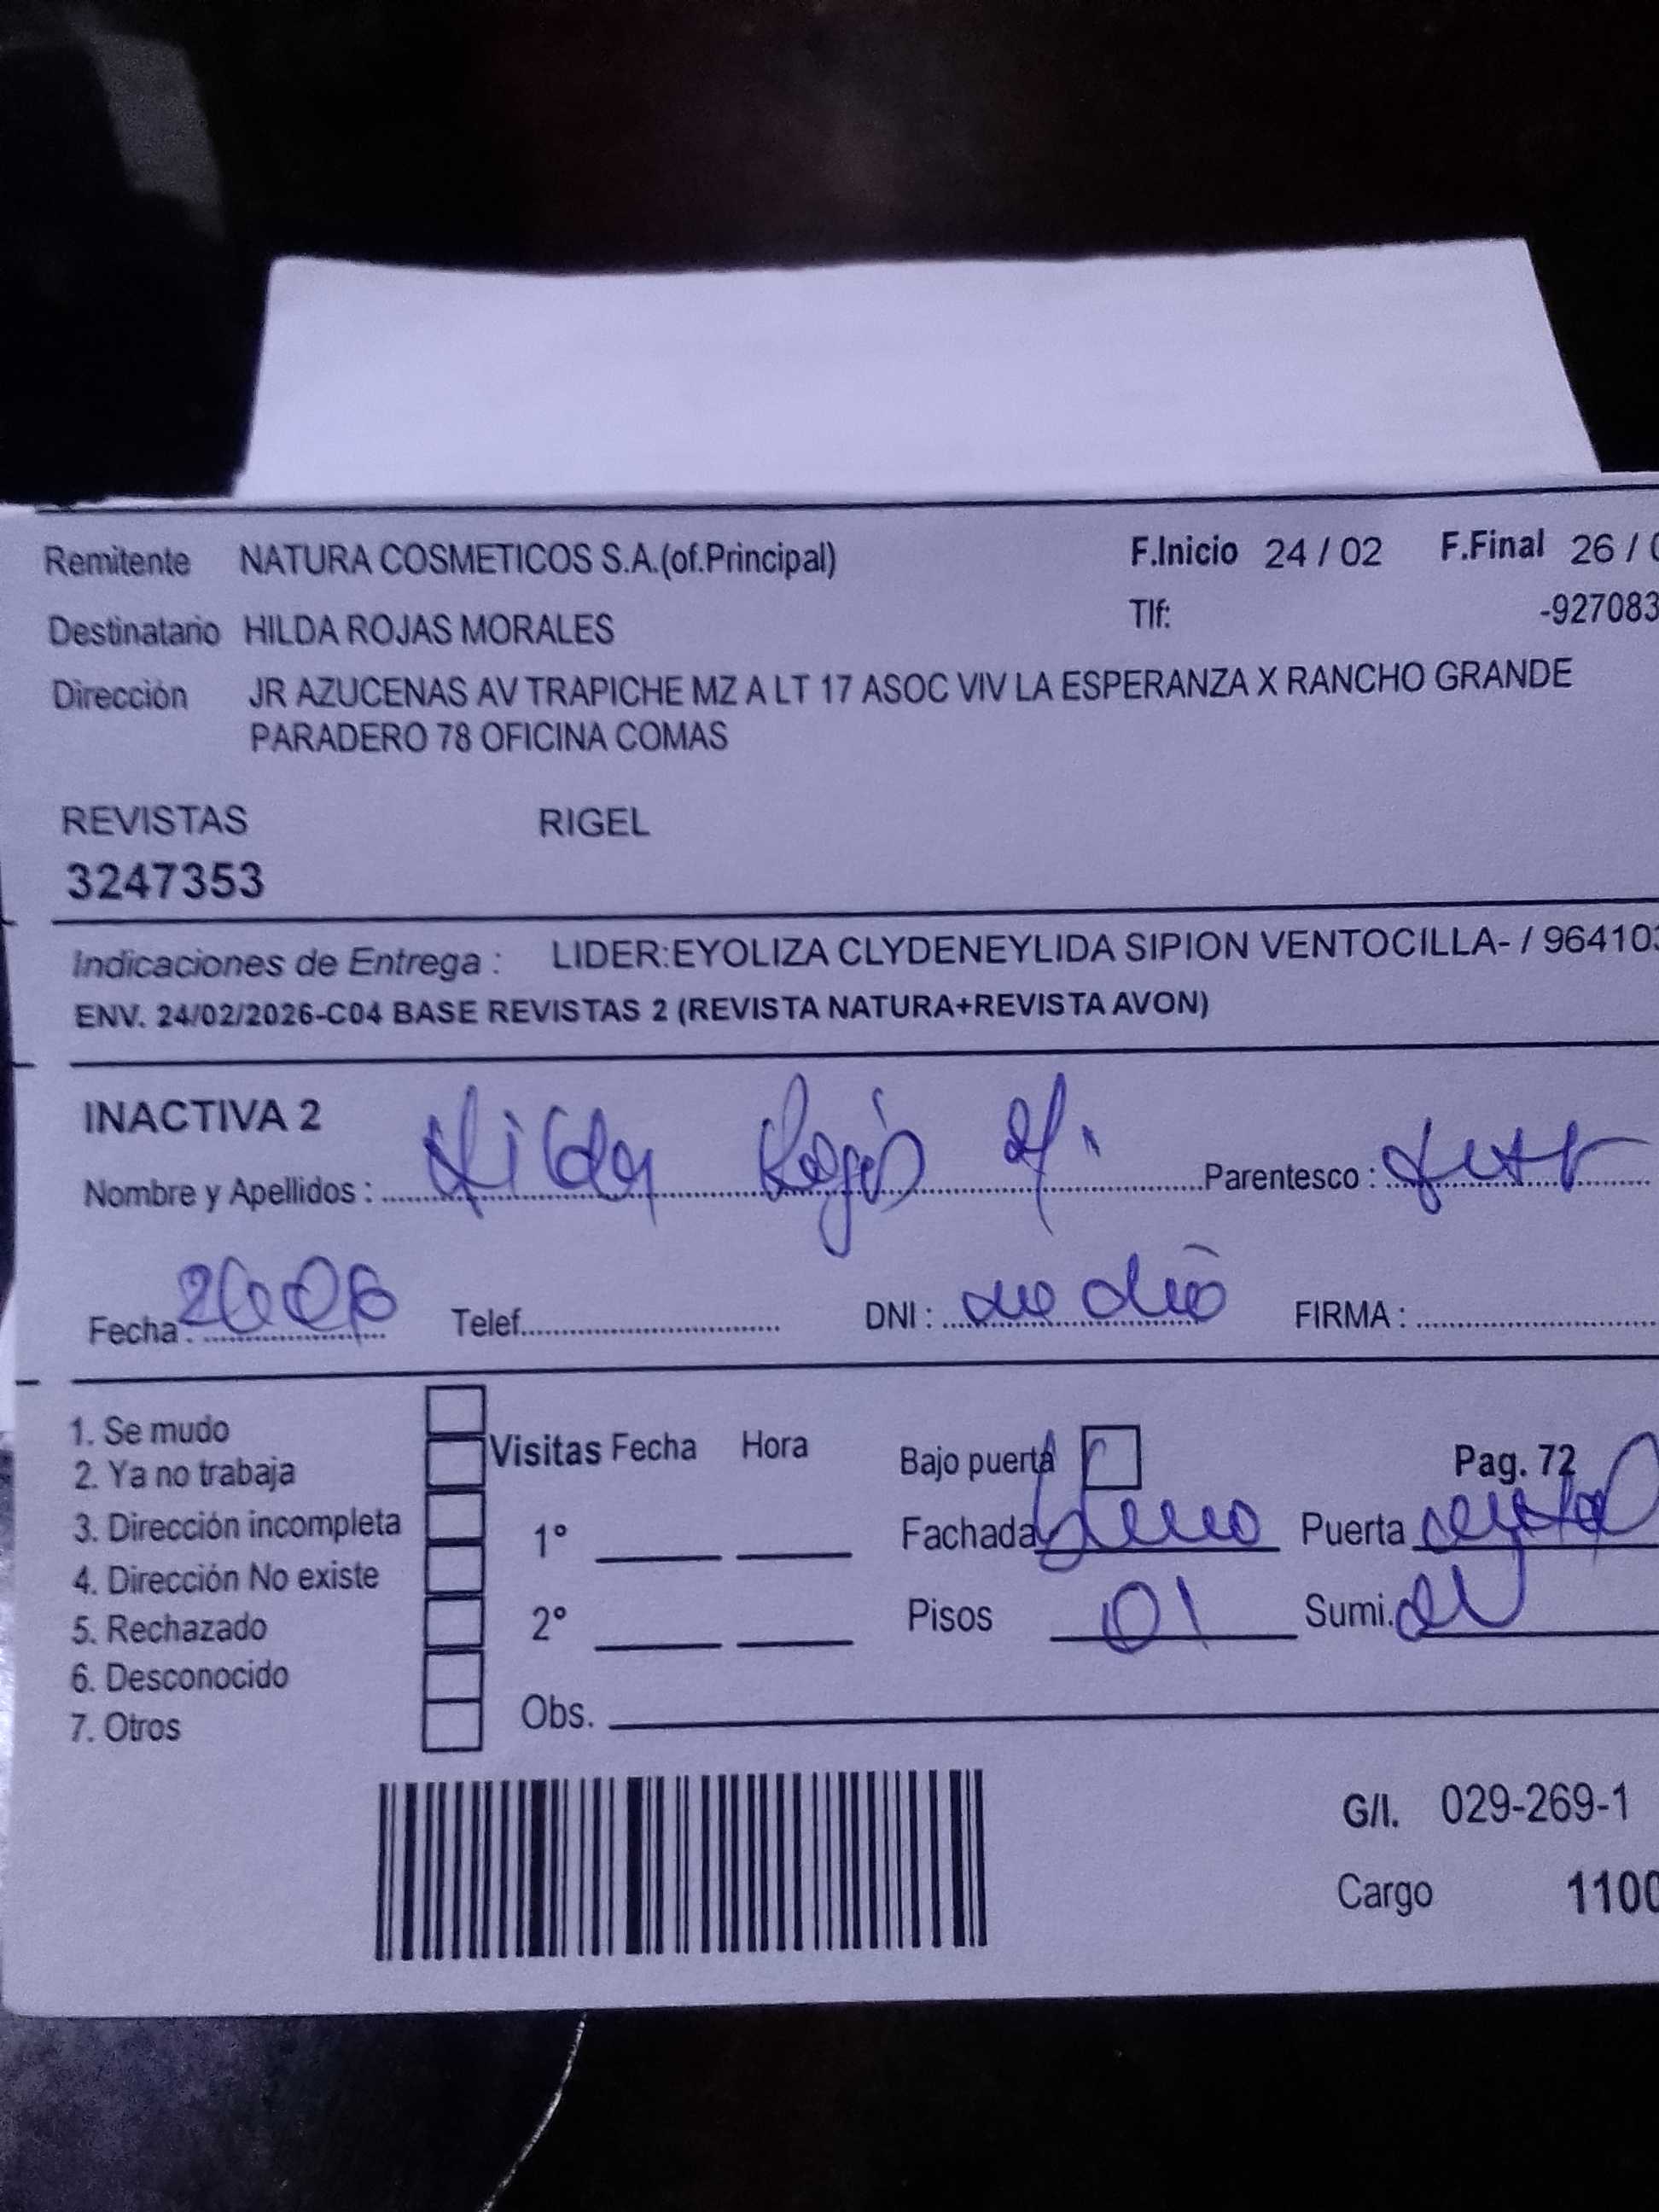 Remitente NATURA COSMETICOS S.A.(of.Principal) F.Inicio 24 / 02 F.Final 26 /
Destinatario HILDA ROJAS MORALES Tlf: -927083
Dirección JR AZUCENAS AV TRAPICHE MZ A LT 17 ASOC VIV LA ESPERANZA X RANCHO GRANDE
PARADERO 78 OFICINA COMAS
REVISTAS RIGEL
3247353
Indicaciones de Entrega : LIDER:EYOLIZA CLYDENEYLIDA SIPION VENTOCILLA- / 96410
ENV. 24/02/2026-C04 BASE REVISTAS 2 (REVISTA NATURA+REVISTA AVON)
INACTIVA 2
Nombre y Apellidos : Hilda Rojas M. Parentesco :
Fecha: Telef. DNI : no dio FIRMA :
1. Se mudo
2. Ya no trabaja
3. Dirección incompleta
4. Dirección No existe
5. Rechazado
6. Desconocido
7. Otros
Visitas Fecha Hora
1º
2º
Obs.
Bajo puerta Pag. 72
Fachada Puerta
Pisos 01 Sumi.
G/I. 029-269-1
Cargo 1100